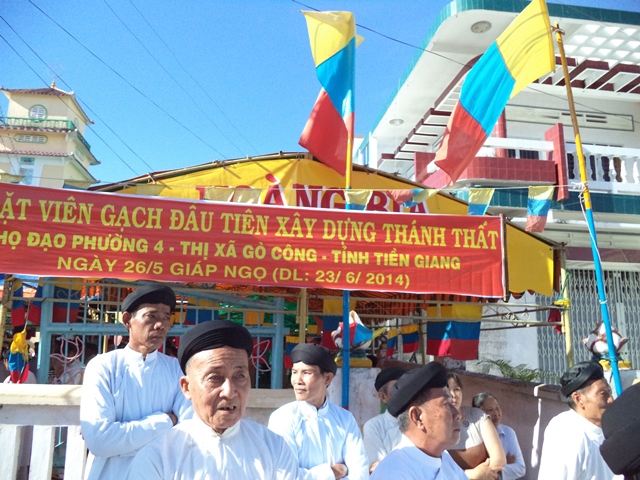 HOÀNG GIA
ẶT VIÊN GẠCH ĐẦU TIÊN XÂY DỰNG THÁNH THẤT
HỌ ĐẠO PHƯỜNG 4 - THỊ XÃ GÒ CÔNG - TỈNH TIỀN GIANG
NGÀY 26/5 GIÁP NGỌ (DL: 23/ 6/ 2014)